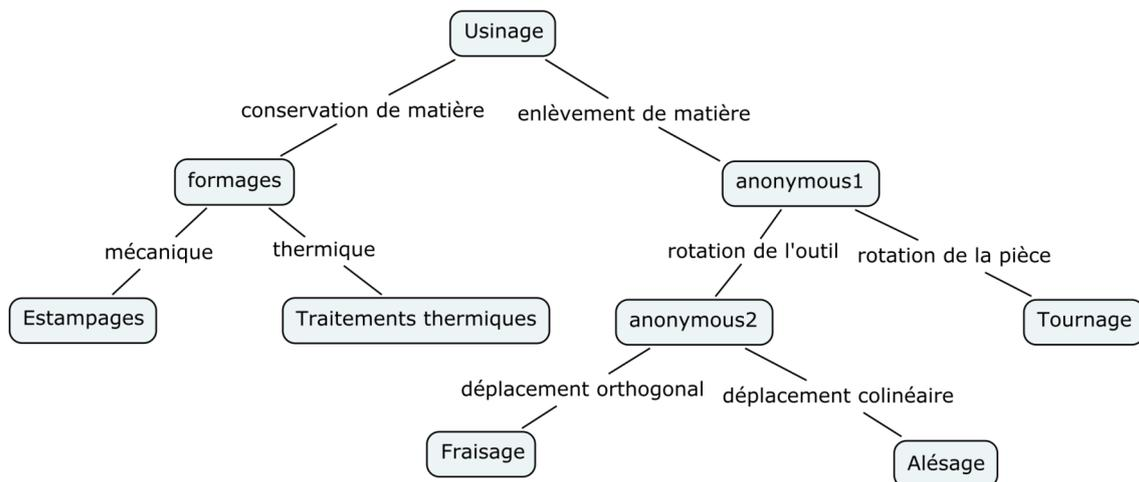 Usinage
conservation de matière
enlèvement de matière
formages
anonymous1
mécanique
thermique
rotation de l'outil
rotation de la pièce
Estampages
Traitements thermiques
anonymous2
Tournage
déplacement orthogonal
déplacement colinéaire
Fraisage
Alésage